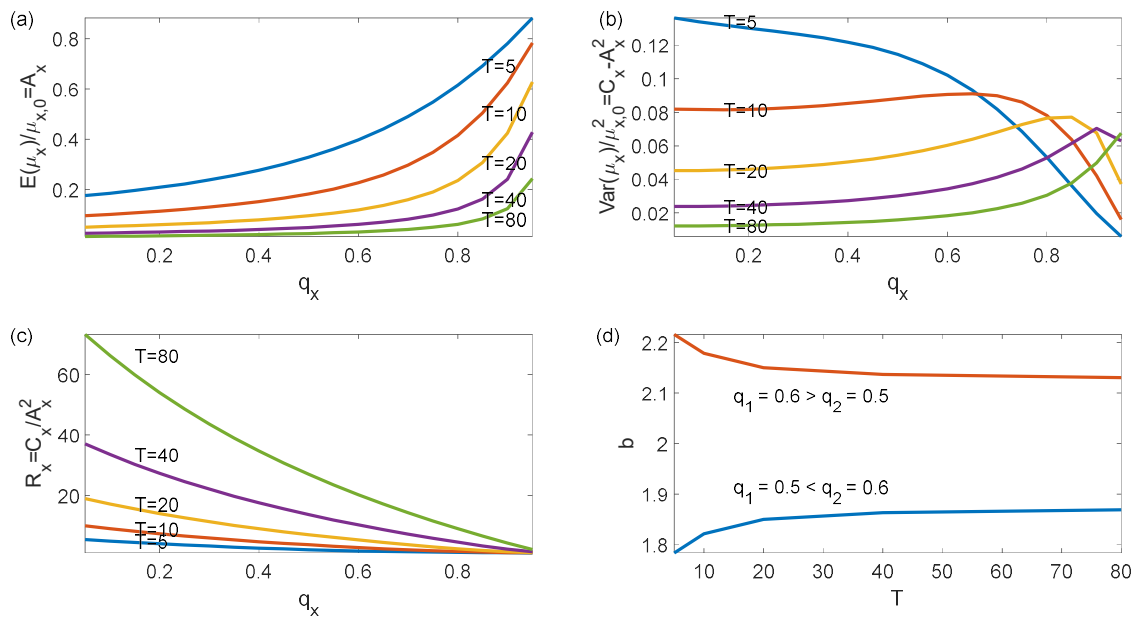 (a)
E(μx)/μx,0=Ax
0.8
0.6
0.4
0.2
T=5
T=10
T=20
T=40
T=80
0.2 0.4 0.6 0.8
qx
(b)
Var(μx)/μ²x,0=Cx-A²x
0.12
0.1
0.08
0.06
0.04
0.02
T=5
T=10
T=20
T=40
T=80
0.2 0.4 0.6 0.8
qx
(c)
Rx=Cx/A²x
60
40
20
T=80
T=40
T=20
T=10
T=5
0.2 0.4 0.6 0.8
qx
(d)
b
2.2
2.1
2
1.9
1.8
q1 = 0.6 > q2 = 0.5
q1 = 0.5 < q2 = 0.6
10 20 30 40 50 60 70 80
T